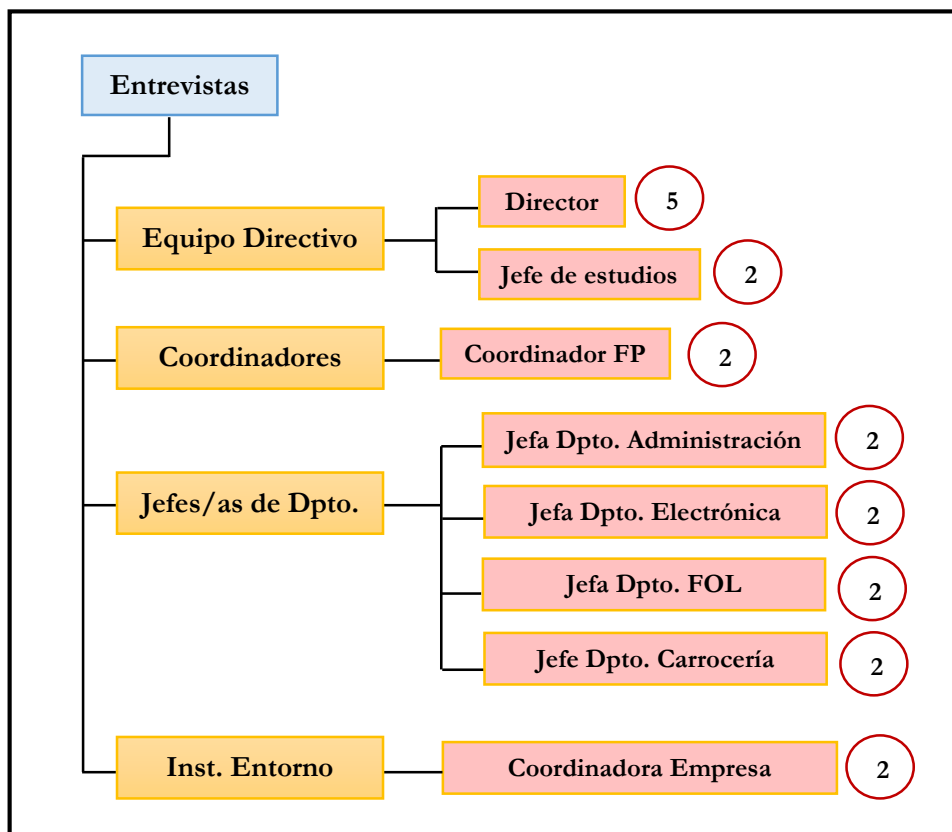 Entrevistas
Equipo Directivo
Director
5
Jefe de estudios
2
Coordinadores
Coordinador FP
2
Jefes/as de Dpto.
Jefa Dpto. Administración
2
Jefa Dpto. Electrónica
2
Jefa Dpto. FOL
2
Jefe Dpto. Carrocería
2
Inst. Entorno
Coordinadora Empresa
2